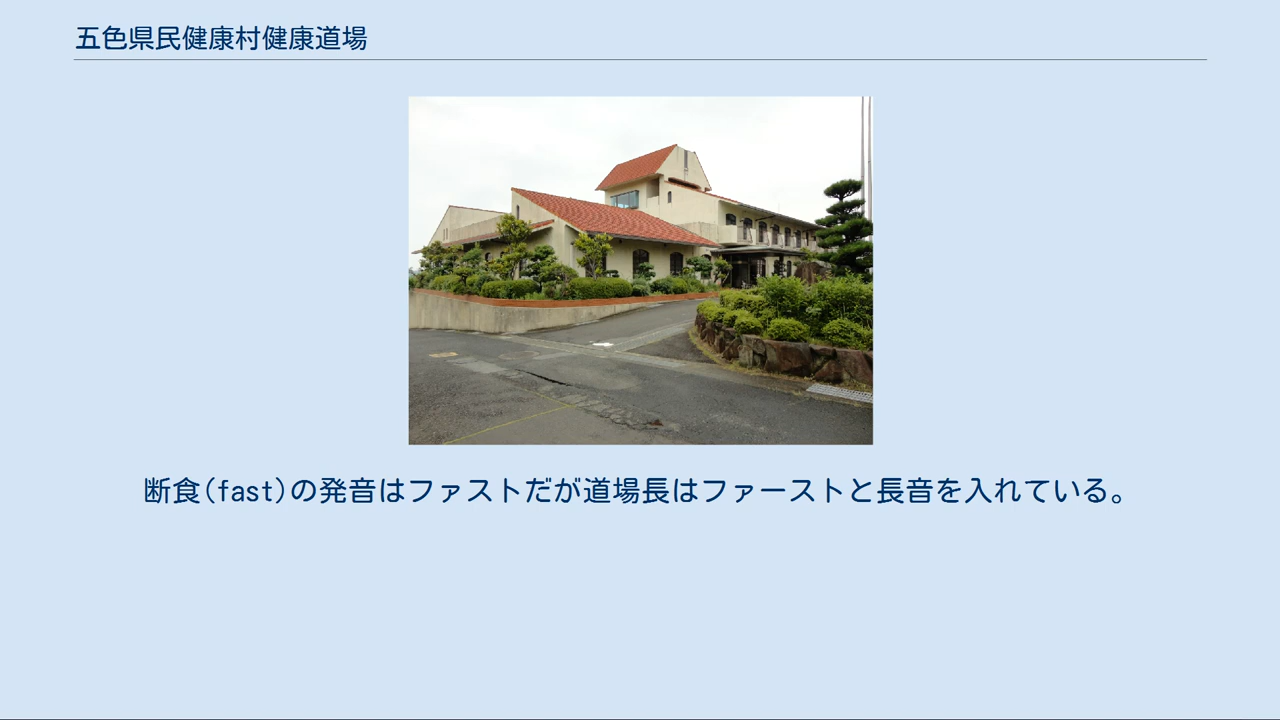 五色県民健康村健康道場
断食(fast)の発音はファストだが道場長はファーストと長音を入れている。